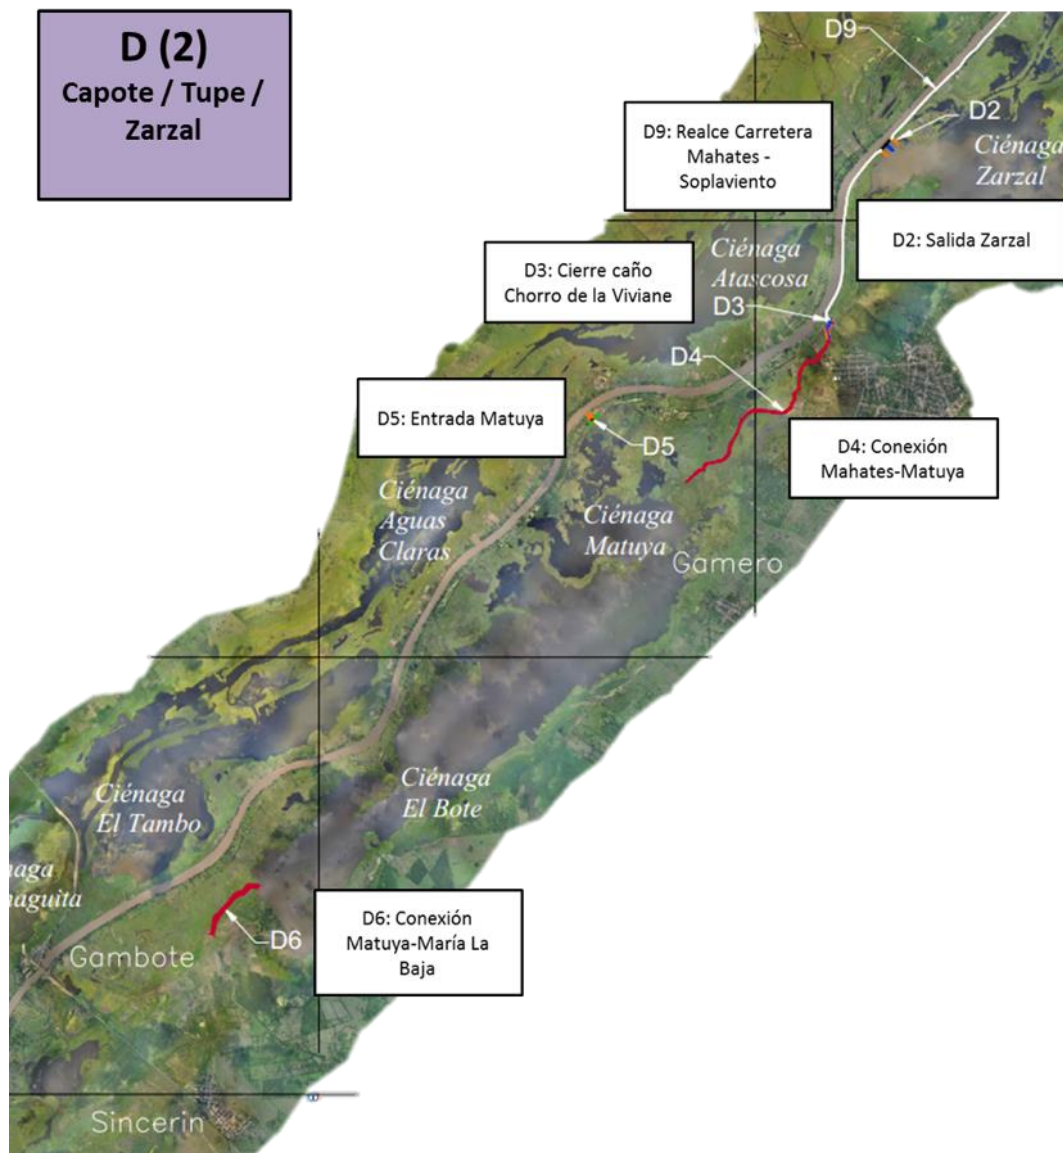 D (2)
Capote / Tupe /
Zarzal
D9
D2
D9: Realce Carretera
Mahates -
Soplaviento
Ciénaga
Zarzal
D2: Salida Zarzal
D3: Cierre caño
Chorro de la Viviane
Ciénaga
Atascosa
D3
D4
D5: Entrada Matuya
D5
D4: Conexión
Mahates-Matuya
Ciénaga
Aguas
Claras
Ciénaga
Matuya
Gamero
Ciénaga
El Tambo
Ciénaga
El Bote
naga
naguita
D6
D6: Conexión
Matuya-María La
Baja
Gambote
Sincerin